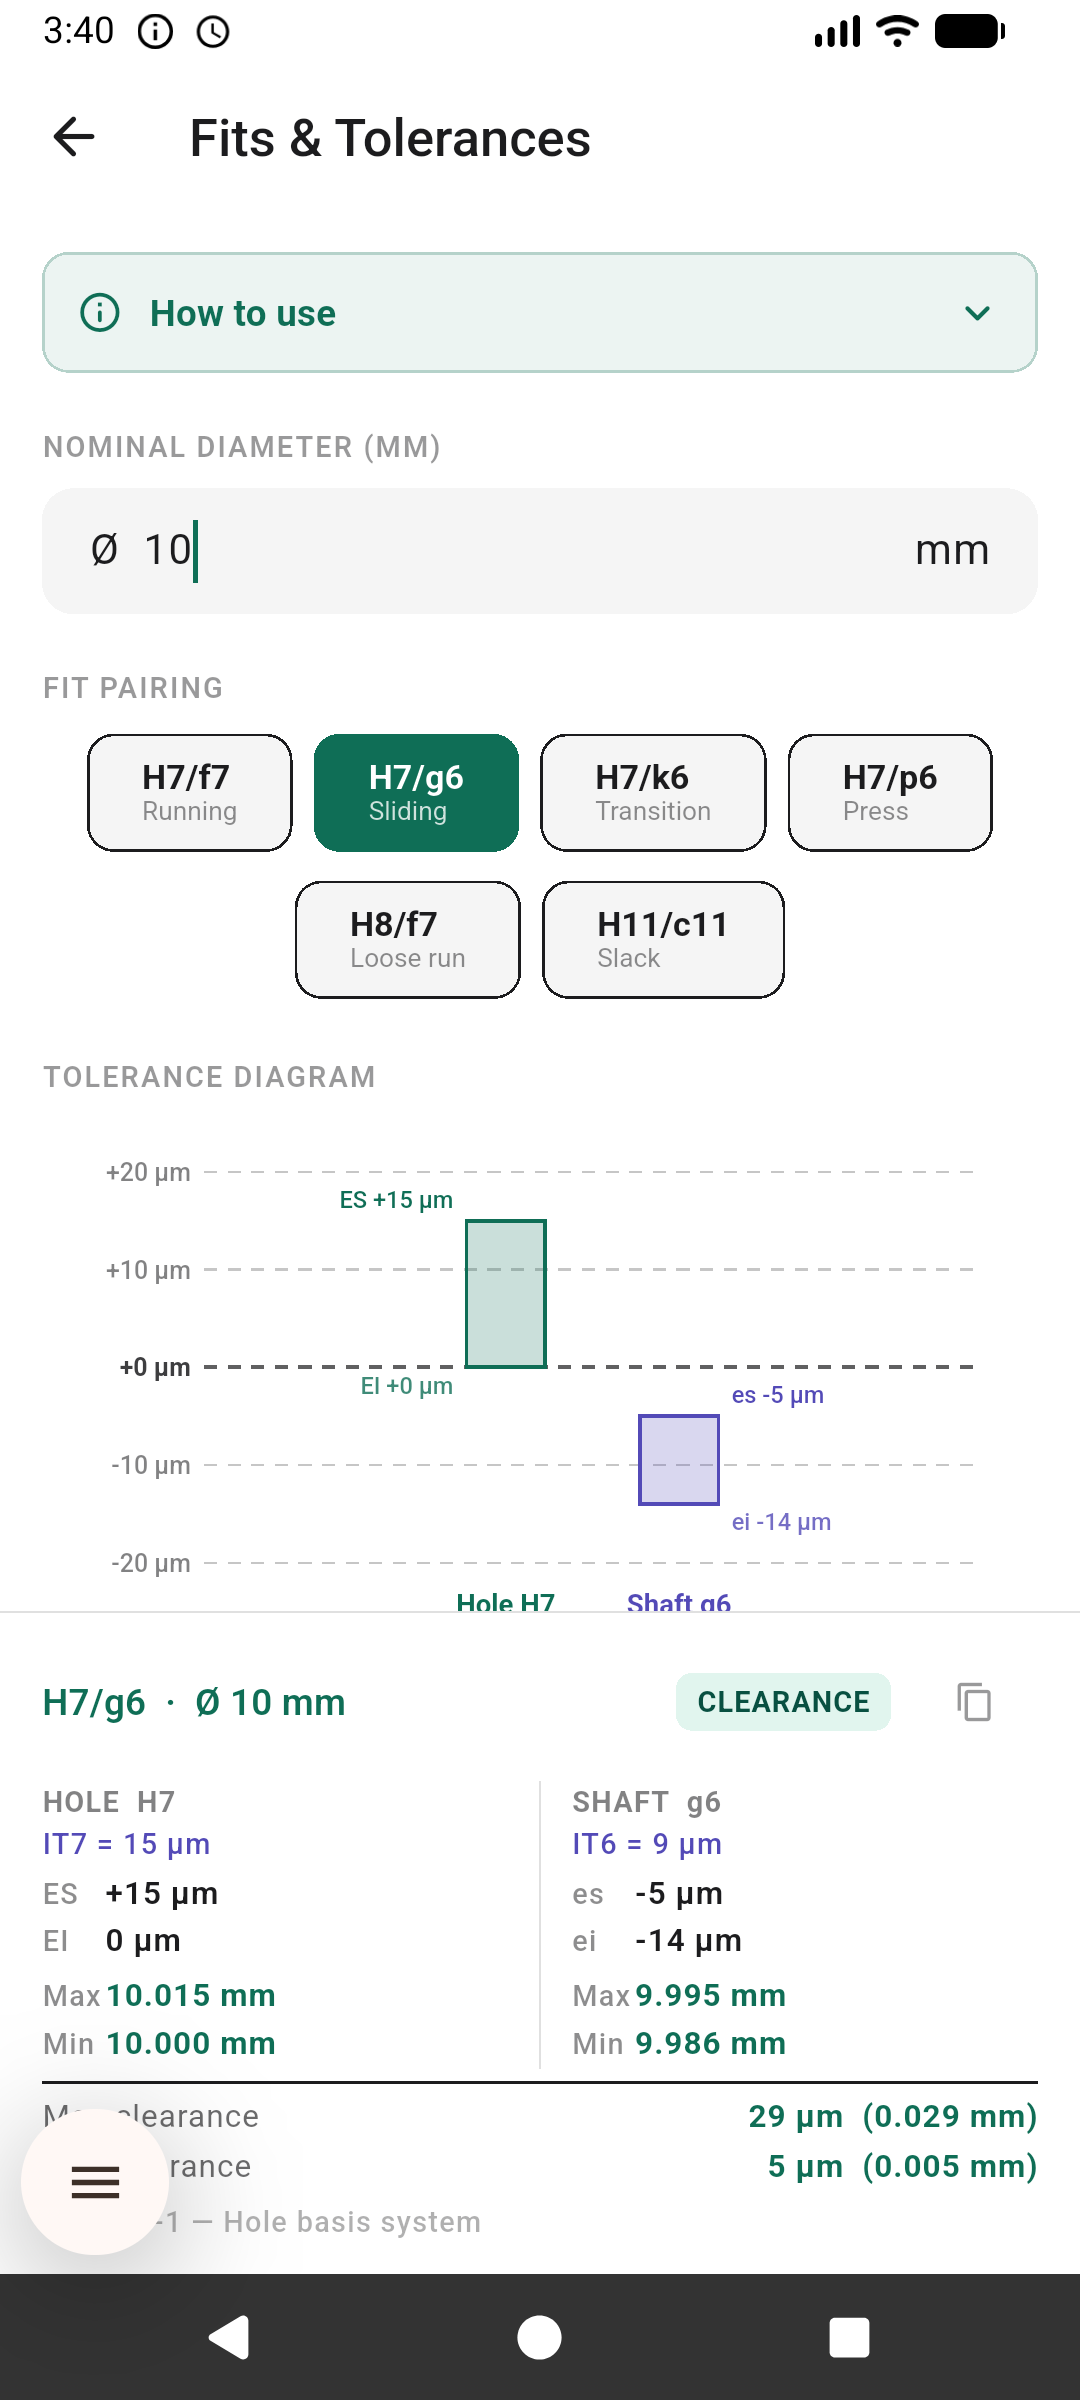 3:40
Fits & Tolerances
How to use
NOMINAL DIAMETER (MM)
Ø 10 mm
FIT PAIRING
H7/f7 H7/g6 H7/k6 H7/p6
Running Sliding Transition Press
H8/f7 H11/c11
Loose run Slack
TOLERANCE DIAGRAM
+20 µm
ES +15 µm
+10 µm
+0 µm
EI +0 µm
es -5 µm
-10 µm
ei -14 µm
-20 µm
Hole H7 Shaft g6
H7/g6 · Ø 10 mm CLEARANCE
HOLE H7 SHAFT g6
IT7 = 15 µm IT6 = 9 µm
ES +15 µm es -5 µm
EI 0 µm ei -14 µm
Max 10.015 mm Max 9.995 mm
Min 10.000 mm Min 9.986 mm
clearance 29 µm (0.029 mm)
5 µm (0.005 mm)
-1 — Hole basis system